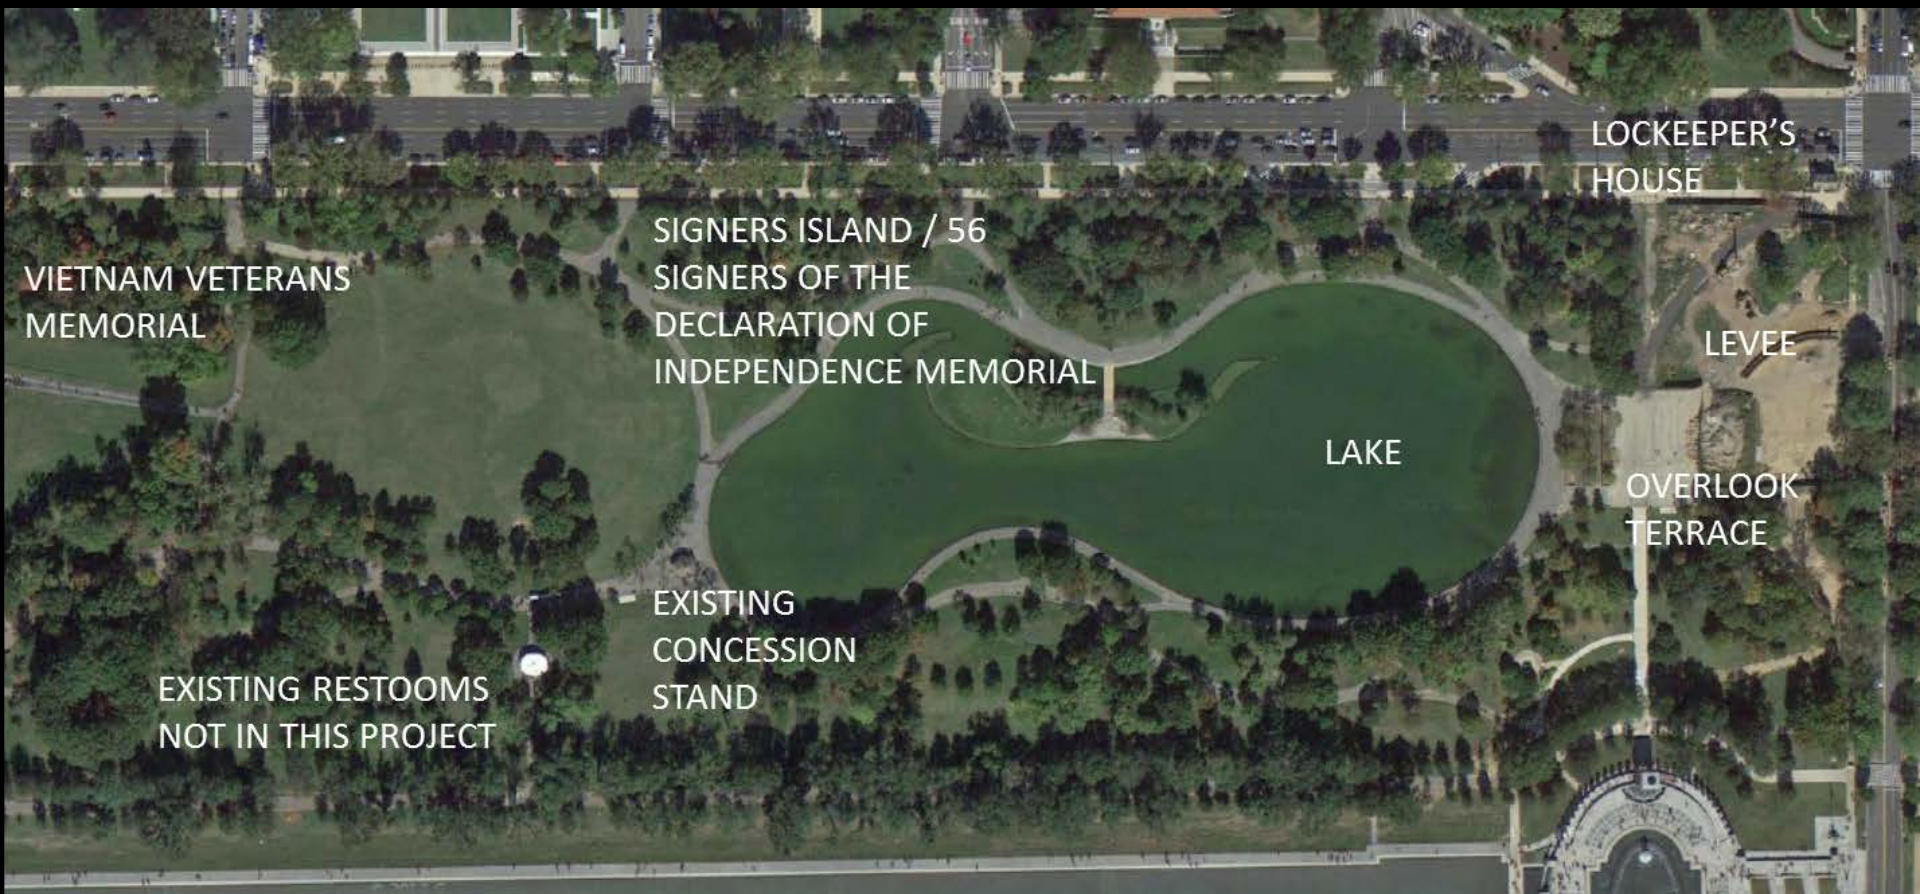 LOCKEEPER'S
HOUSE
SIGNERS ISLAND / 56
SIGNERS OF THE
DECLARATION OF
INDEPENDENCE MEMORIAL
VIETNAM VETERANS
MEMORIAL
LEVEE
LAKE
OVERLOOK
TERRACE
EXISTING
CONCESSION
STAND
EXISTING RESTOOMS
NOT IN THIS PROJECT